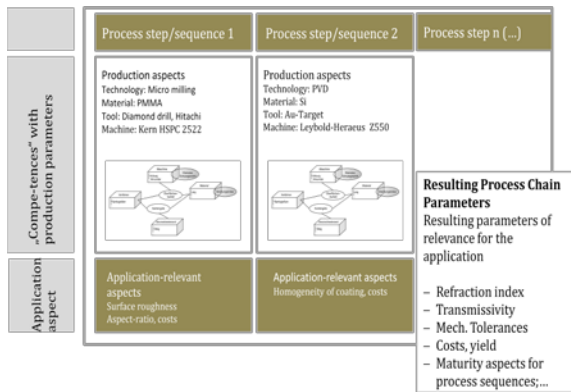 Process step/sequence 1
Process step/sequence 2
Process step n (...)
„Compe-tences“ with
production parameters
Production aspects
Technology: Micro milling
Material: PMMA
Tool: Diamond drill, Hitachi
Machine: Kern HSPC 2522
Production aspects
Technology: PVD
Material: Si
Tool: Au-Target
Machine: Leybold-Heraeus Z550
Application
aspect
Application-relevant
aspects
Surface roughness
Aspect-ratio, costs
Application-relevant aspects
Homogeneity of coating, costs
Resulting Process Chain
Parameters
Resulting parameters of
relevance for the
application
– Refraction index
– Transmissivity
– Mech. Tolerances
– Costs, yield
– Maturity aspects for
process sequences;...